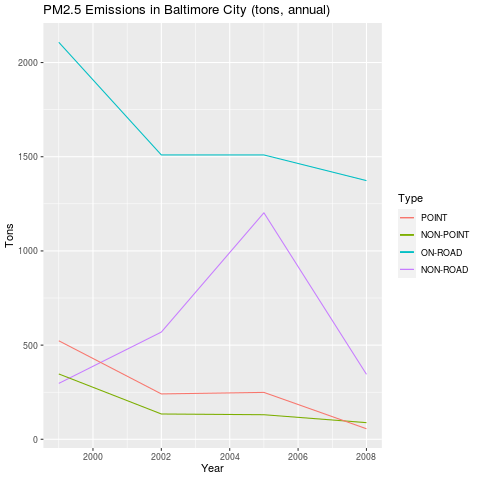 PM2.5 Emissions in Baltimore City (tons, annual)
2000
1500
1000
500
0
Tons
2000
2002
2004
2006
2008
Year
Type
POINT
NON-POINT
ON-ROAD
NON-ROAD